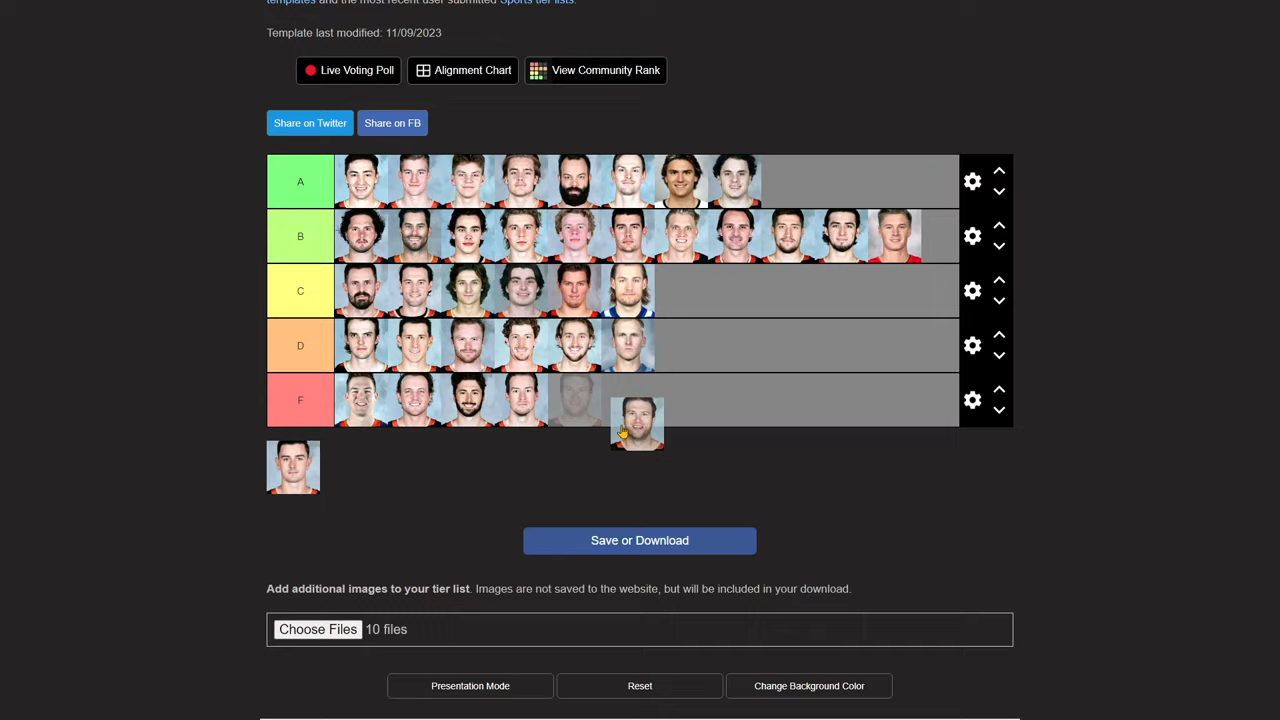 templates and the most recent user submitted Sports tier lists.
Template last modified: 11/09/2023
Live Voting Poll
Alignment Chart
View Community Rank
Share on Twitter
Share on FB
A
B
C
D
F
Save or Download
Add additional images to your tier list. Images are not saved to the website, but will be included in your download.
Choose Files 10 files
Presentation Mode
Reset
Change Background Color